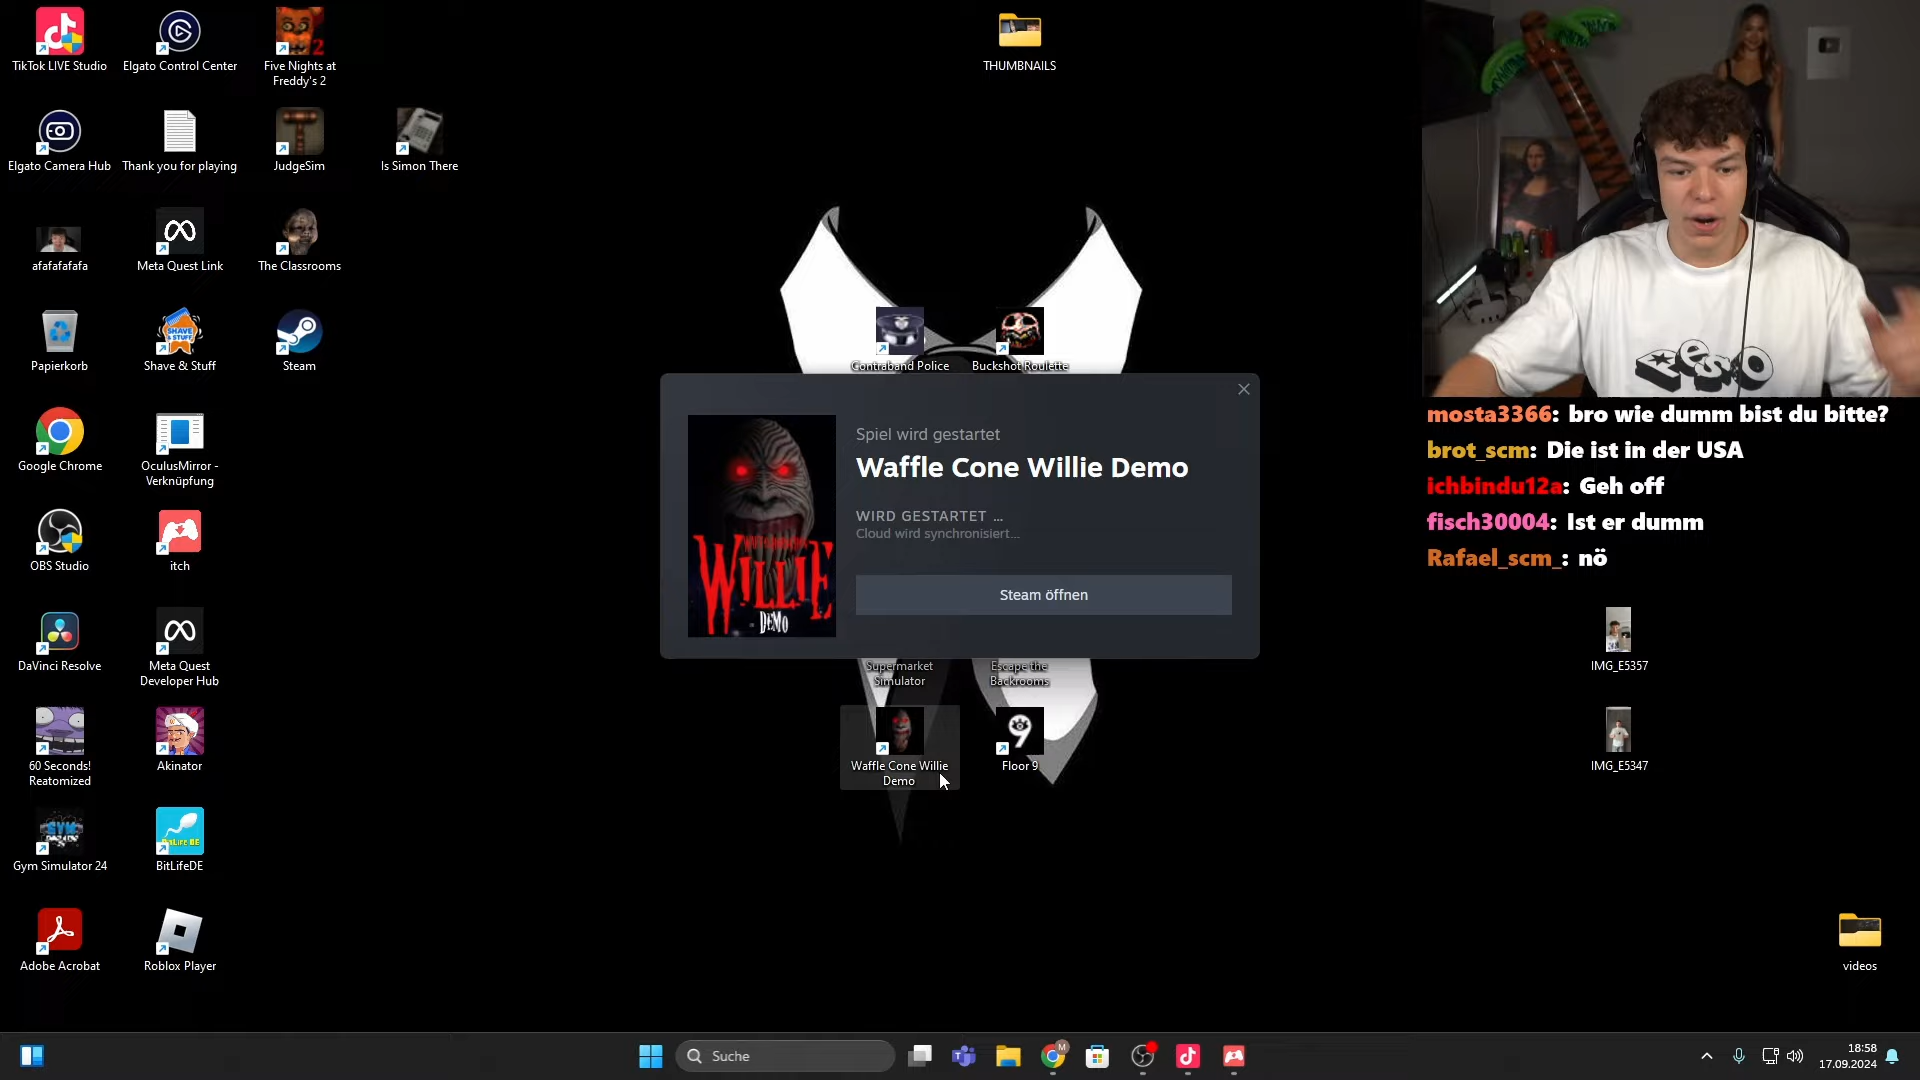 TikTok LIVE Studio
Elgato Control Center
Five Nights at
Freddy's 2
THUMBNAILS
Elgato Camera Hub
Thank you for playing
JudgeSim
Is Simon There
afafafafafa
Meta Quest Link
The Classrooms
Papierkorb
Shave & Stuff
Steam
Contraband Police
Buckshot Roulette
Google Chrome
OculusMirror -
Verknüpfung
OBS Studio
itch
DaVinci Resolve
Meta Quest
Developer Hub
60 Seconds!
Reatomized
Akinator
Gym Simulator 24
BitLifeDE
Adobe Acrobat
Roblox Player
Spiel wird gestartet
Waffle Cone Willie Demo
WIRD GESTARTET ...
Cloud wird synchronisiert...
Steam öffnen
WILLIE
DEMO
Supermarket
Simulator
Escape the
Backrooms
Waffle Cone Willie
Demo
Floor 9
mosta3366: bro wie dumm bist du bitte?
brot_scm: Die ist in der USA
ichbindu12a: Geh off
fisch30004: Ist er dumm
Rafael_scm_: nö
IMG_E5357
IMG_E5347
videos
Suche
18:58
17.09.2024